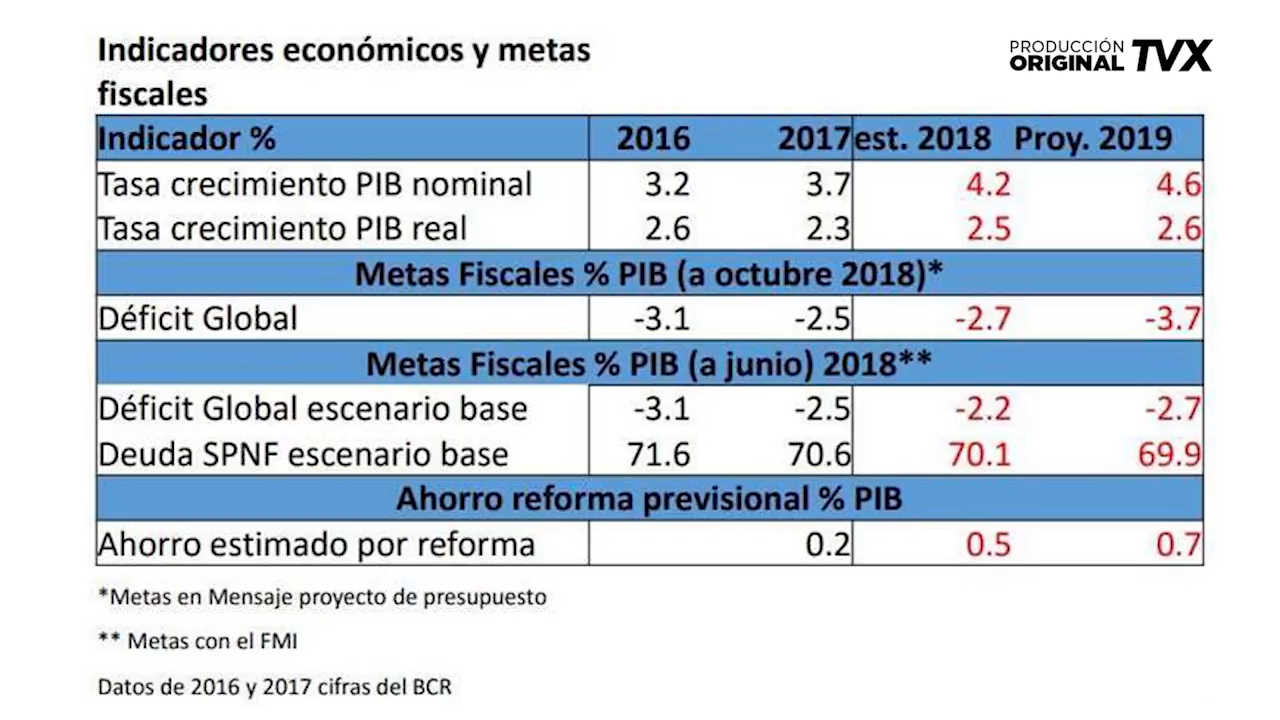 Indicadores económicos y metas
fiscales
PRODUCCIÓN
ORIGINAL TVX
Indicador % 2016 2017 est. 2018 Proy. 2019
Tasa crecimiento PIB nominal 3.2 3.7 4.2 4.6
Tasa crecimiento PIB real 2.6 2.3 2.5 2.6
Metas Fiscales % PIB (a octubre 2018)*
Déficit Global -3.1 -2.5 -2.7 -3.7
Metas Fiscales % PIB (a junio) 2018**
Déficit Global escenario base -3.1 -2.5 -2.2 -2.7
Deuda SPNF escenario base 71.6 70.6 70.1 69.9
Ahorro reforma previsional % PIB
Ahorro estimado por reforma 0.2 0.5 0.7
*Metas en Mensaje proyecto de presupuesto
** Metas con el FMI
Datos de 2016 y 2017 cifras del BCR